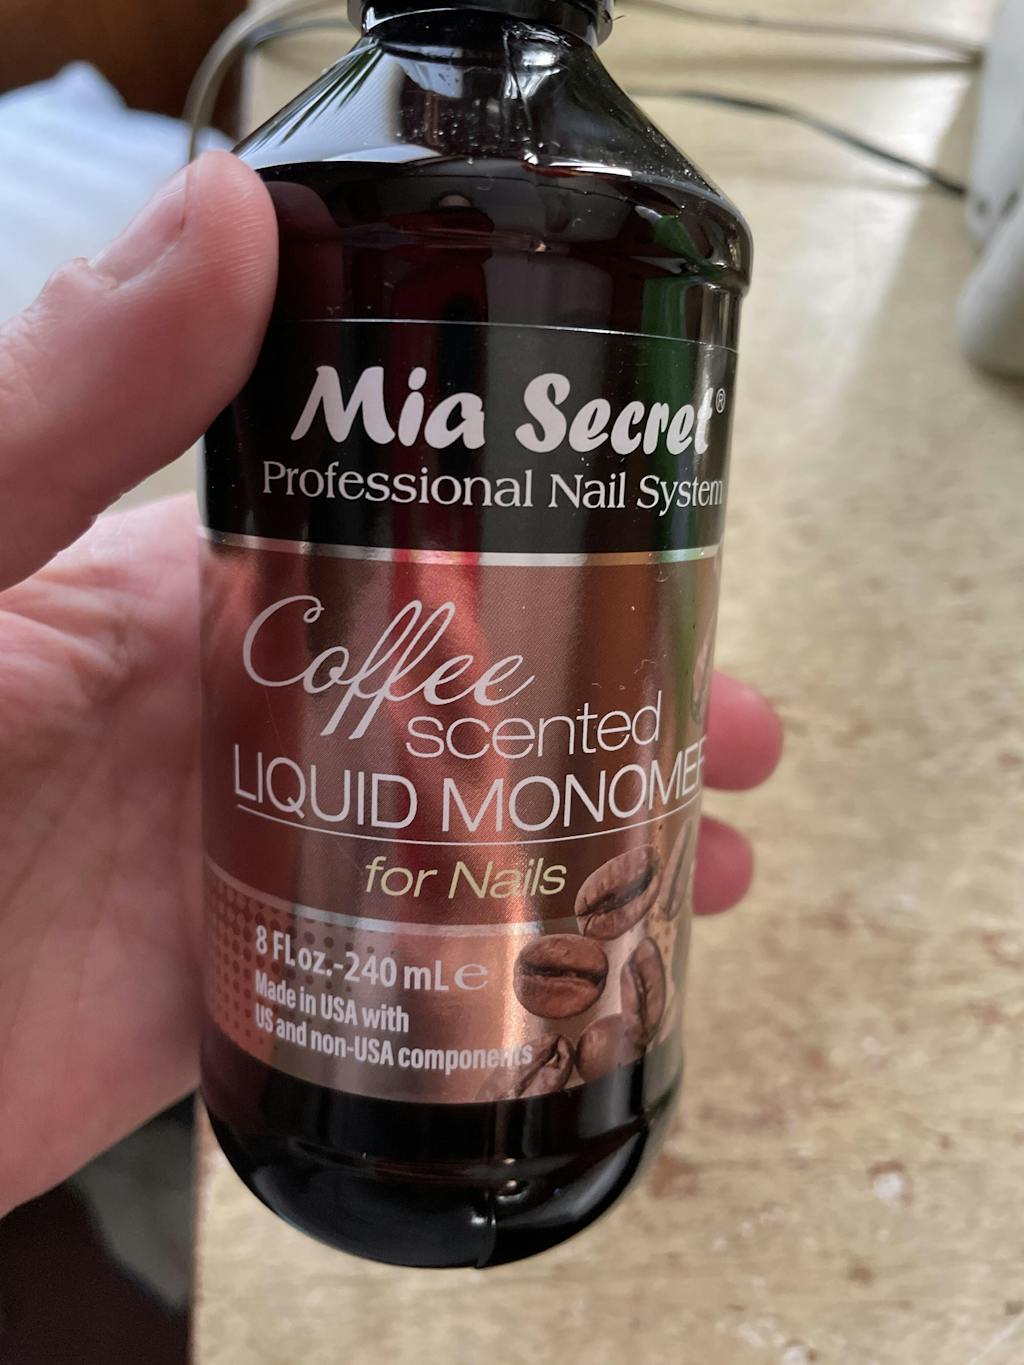 Mia Secret®
Professional Nail System
Coffee
scented
LIQUID MONOMER
for Nails
8 Fl.oz.-240 mL ℮
Made in USA with
US and non-USA components